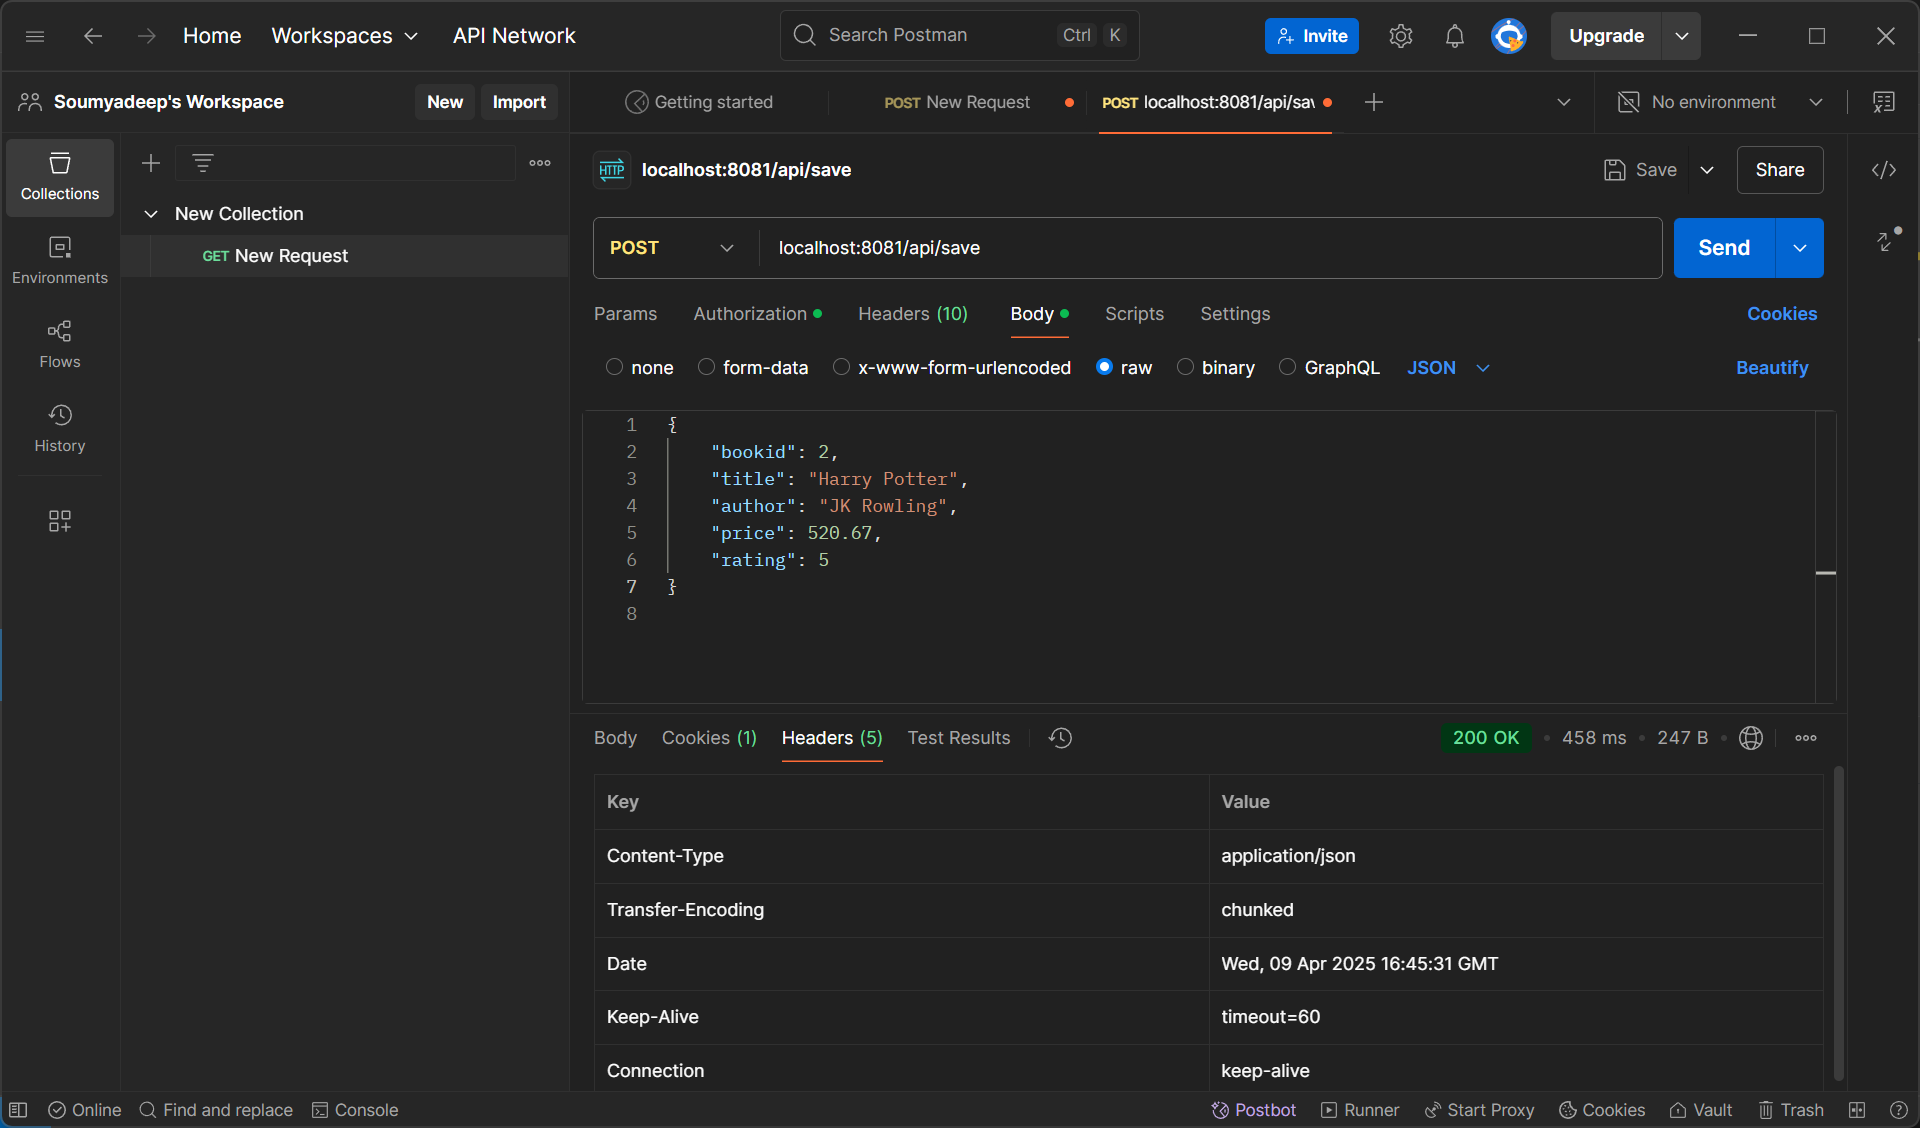 Home Workspaces API Network Search Postman Ctrl K Invite Upgrade
Soumyadeep's Workspace New Import Getting started POST New Request POST localhost:8081/api/sav No environment
Collections
Environments
Flows
History
New Collection
GET New Request
HTTP localhost:8081/api/save Save Share
POST localhost:8081/api/save Send
Params Authorization Headers (10) Body Scripts Settings Cookies
none form-data x-www-form-urlencoded raw binary GraphQL JSON Beautify
1 {
2 "bookid": 2,
3 "title": "Harry Potter",
4 "author": "JK Rowling",
5 "price": 520.67,
6 "rating": 5
7 }
8
Body Cookies (1) Headers (5) Test Results 200 OK • 458 ms • 247 B •
Key Value
Content-Type application/json
Transfer-Encoding chunked
Date Wed, 09 Apr 2025 16:45:31 GMT
Keep-Alive timeout=60
Connection keep-alive
Online Find and replace Console Postbot Runner Start Proxy Cookies Vault Trash